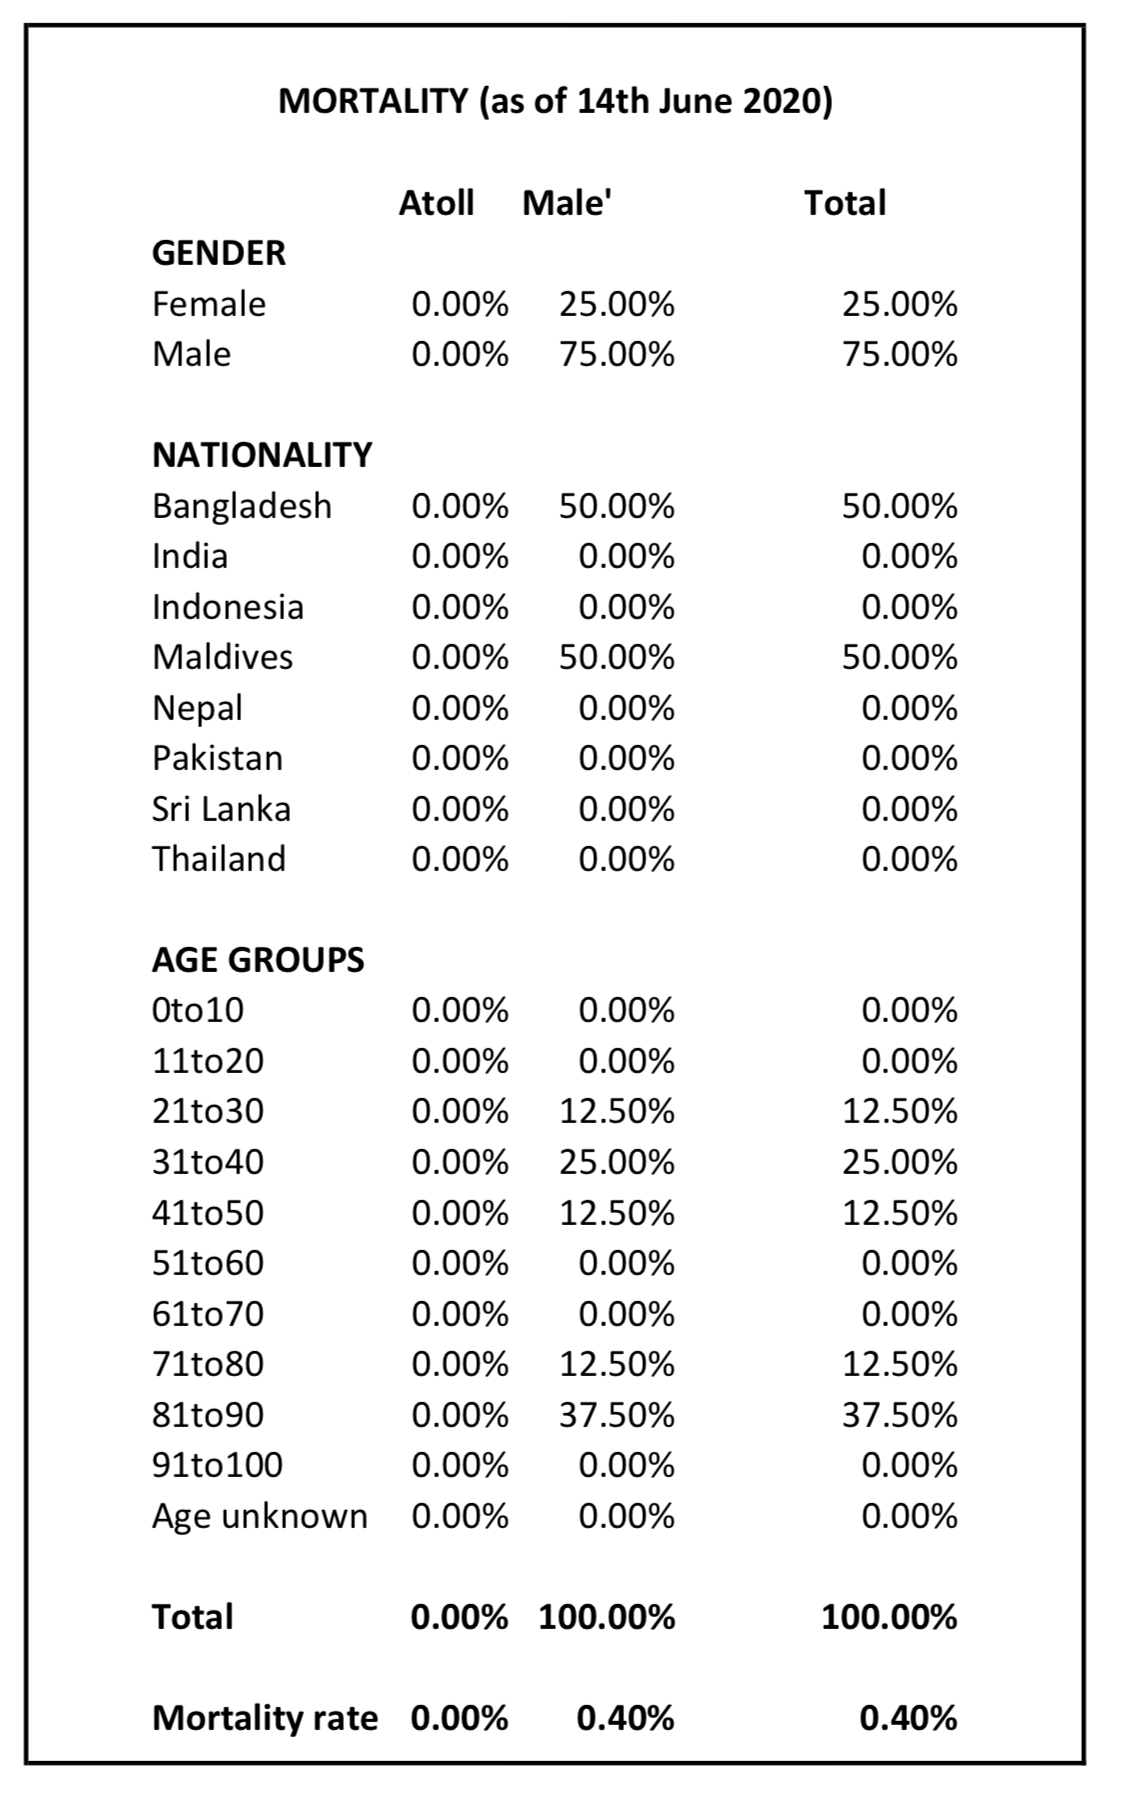 MORTALITY (as of 14th June 2020)
Atoll Male' Total
GENDER
Female 0.00% 25.00% 25.00%
Male 0.00% 75.00% 75.00%
NATIONALITY
Bangladesh 0.00% 50.00% 50.00%
India 0.00% 0.00% 0.00%
Indonesia 0.00% 0.00% 0.00%
Maldives 0.00% 50.00% 50.00%
Nepal 0.00% 0.00% 0.00%
Pakistan 0.00% 0.00% 0.00%
Sri Lanka 0.00% 0.00% 0.00%
Thailand 0.00% 0.00% 0.00%
AGE GROUPS
0to10 0.00% 0.00% 0.00%
11to20 0.00% 0.00% 0.00%
21to30 0.00% 12.50% 12.50%
31to40 0.00% 25.00% 25.00%
41to50 0.00% 12.50% 12.50%
51to60 0.00% 0.00% 0.00%
61to70 0.00% 0.00% 0.00%
71to80 0.00% 12.50% 12.50%
81to90 0.00% 37.50% 37.50%
91to100 0.00% 0.00% 0.00%
Age unknown 0.00% 0.00% 0.00%
Total 0.00% 100.00% 100.00%
Mortality rate 0.00% 0.40% 0.40%